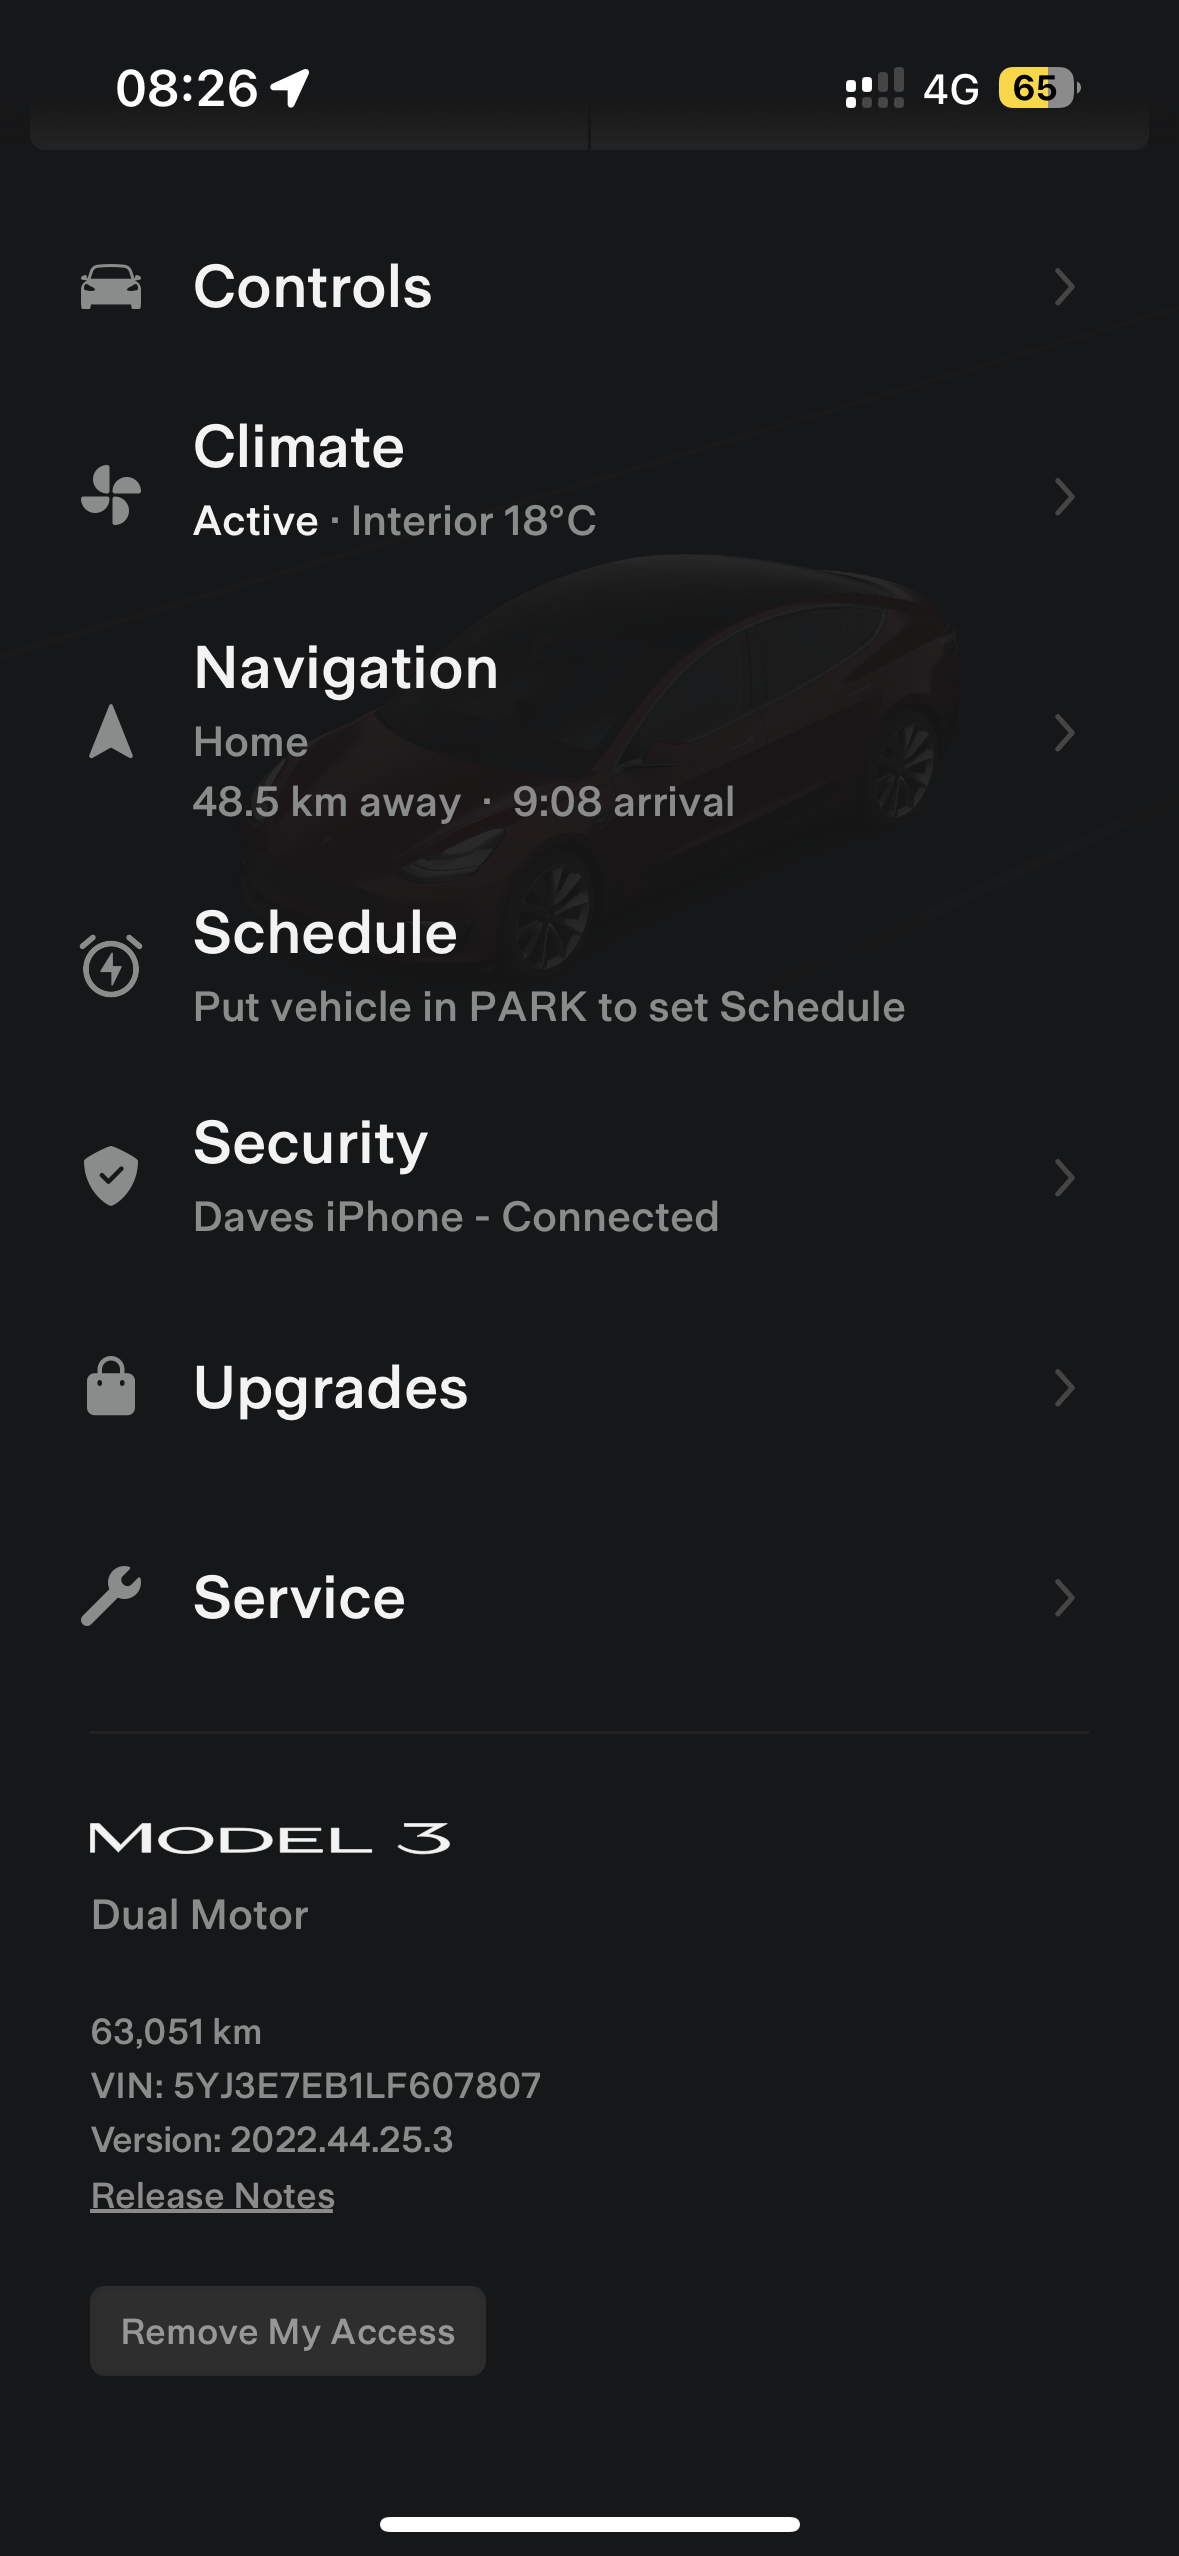 08:26
4G
65
Controls
Climate
Active · Interior 18°C
Navigation
Home
48.5 km away · 9:08 arrival
Schedule
Put vehicle in PARK to set Schedule
Security
Daves iPhone - Connected
Upgrades
Service
MODEL 3
Dual Motor
63,051 km
VIN: 5YJ3E7EB1LF607807
Version: 2022.44.25.3
Release Notes
Remove My Access